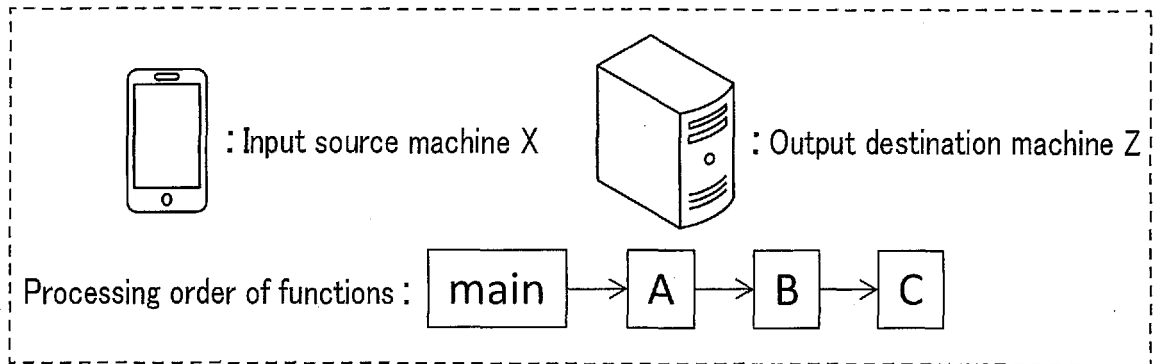 : Input source machine X
: Output destination machine Z
Processing order of functions : main A B C